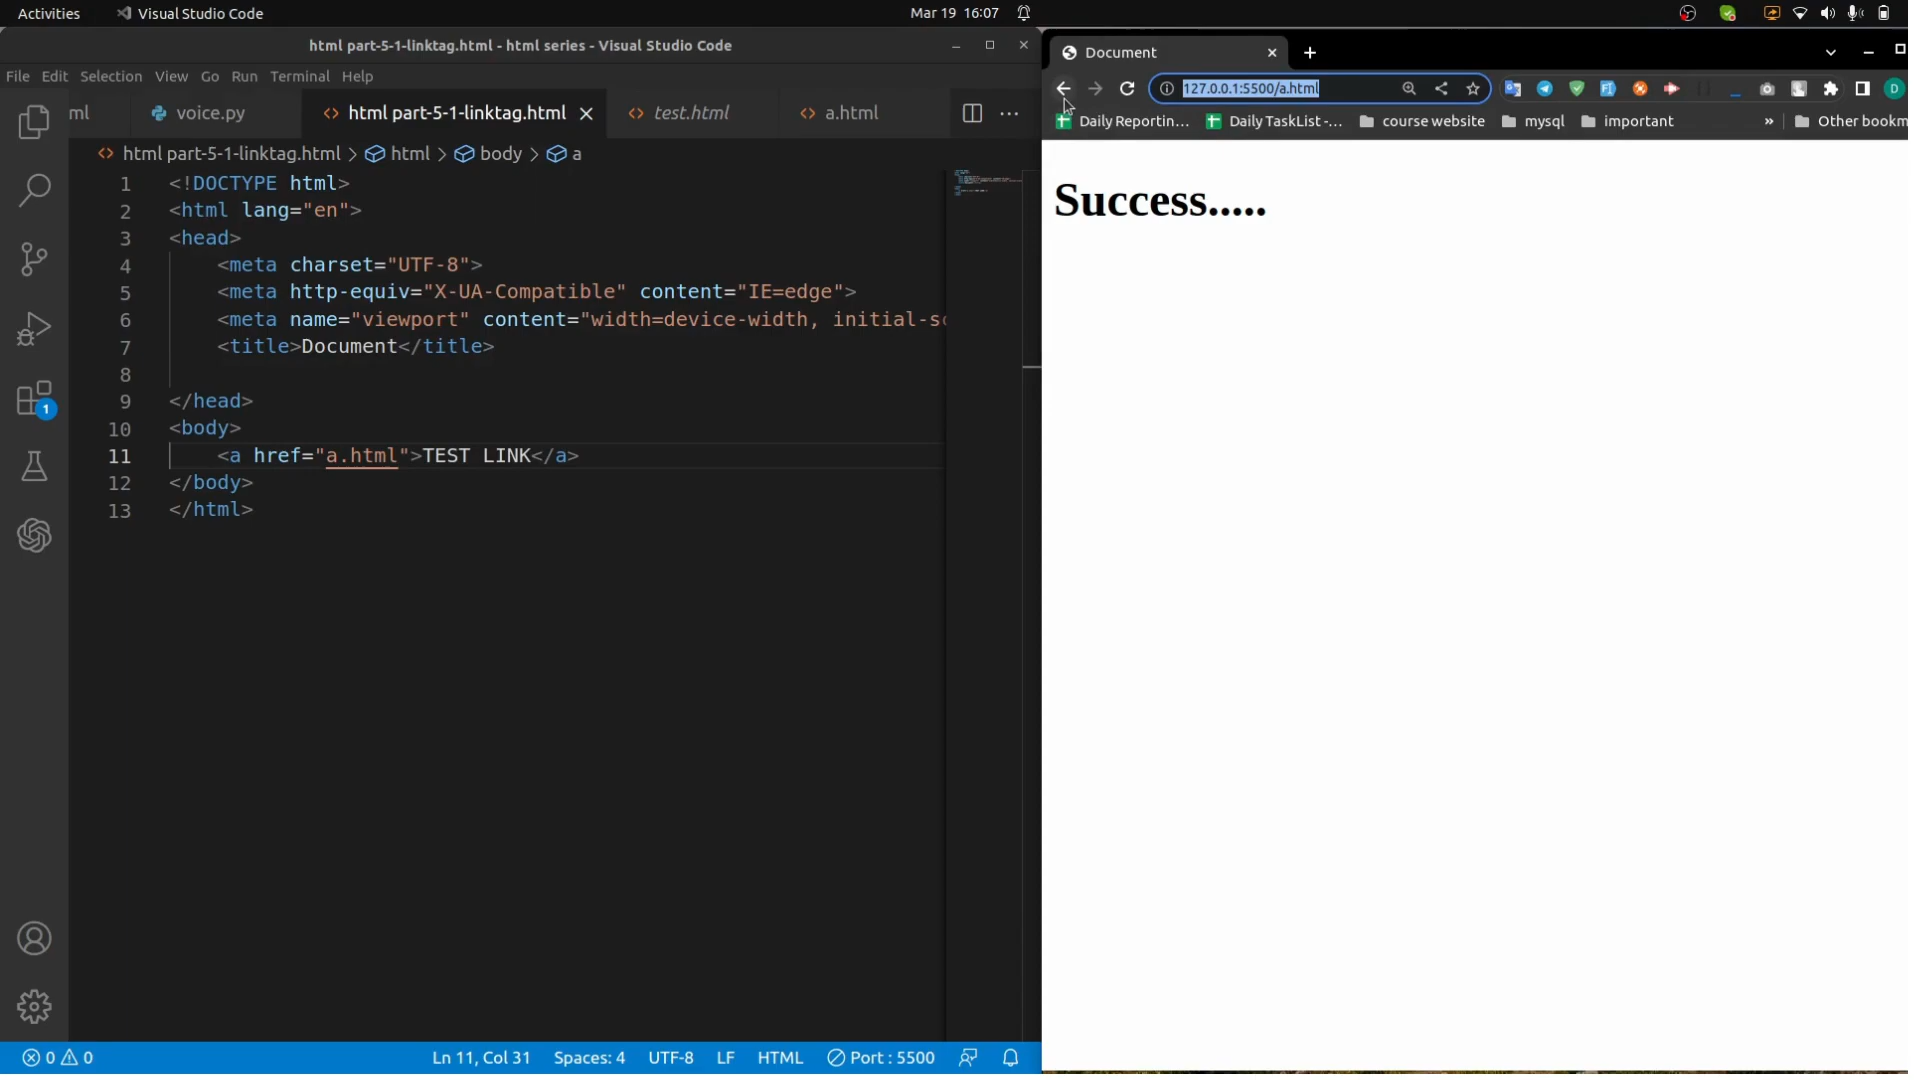 Activities Visual Studio Code Mar 19 16:07
html part-5-1-linktag.html - html series - Visual Studio Code
File Edit Selection View Go Run Terminal Help
ml voice.py html part-5-1-linktag.html test.html a.html
html part-5-1-linktag.html > html > body > a
1 <!DOCTYPE html>
2 <html lang="en">
3 <head>
4 <meta charset="UTF-8">
5 <meta http-equiv="X-UA-Compatible" content="IE=edge">
6 <meta name="viewport" content="width=device-width, initial-sc
7 <title>Document</title>
8
9 </head>
10 <body>
11 <a href="a.html">TEST LINK</a>
12 </body>
13 </html>
1
0 0 Ln 11, Col 31 Spaces: 4 UTF-8 LF HTML Port : 5500
Document
127.0.0.1:5500/a.html D
Daily Reportin... Daily TaskList -... course website mysql important » Other bookm
Success.....